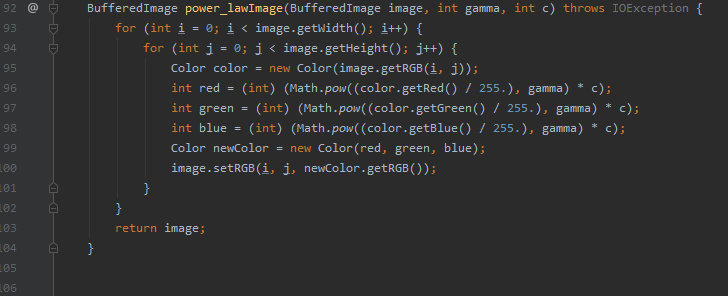 92 @ BufferedImage power_lawImage(BufferedImage image, int gamma, int c) throws IOException {
93 for (int i = 0; i < image.getWidth(); i++) {
94 for (int j = 0; j < image.getHeight(); j++) {
95 Color color = new Color(image.getRGB(i, j));
96 int red = (int) (Math.pow((color.getRed() / 255.), gamma) * c);
97 int green = (int) (Math.pow((color.getGreen() / 255.), gamma) * c);
98 int blue = (int) (Math.pow((color.getBlue() / 255.), gamma) * c);
99 Color newColor = new Color(red, green, blue);
100 image.setRGB(i, j, newColor.getRGB());
101 }
102 }
103 return image;
104 }
105
106